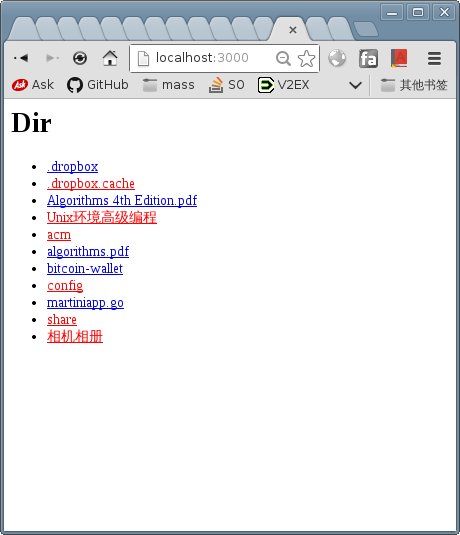 localhost:3000
Ask GitHub mass SO V2EX 其他书签
Dir
.dropbox
.dropbox.cache
Algorithms 4th Edition.pdf
Unix环境高级编程
acm
algorithms.pdf
bitcoin-wallet
config
martiniapp.go
share
相机相册